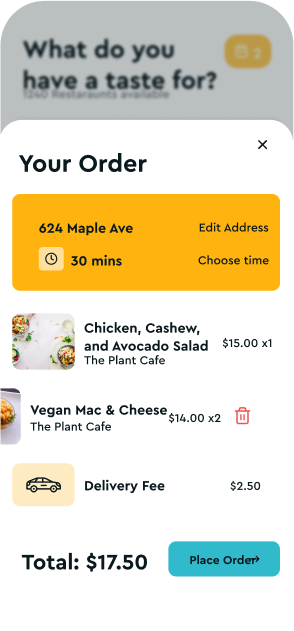 What do you
have a taste for?
2
1240 Restaraunts available
Your Order
624 Maple Ave
Edit Address
30 mins
Choose time
Chicken, Cashew,
and Avocado Salad
The Plant Cafe
$15.00 x1
Vegan Mac & Cheese
The Plant Cafe
$14.00 x2
Delivery Fee
$2.50
Total: $17.50
Place Order